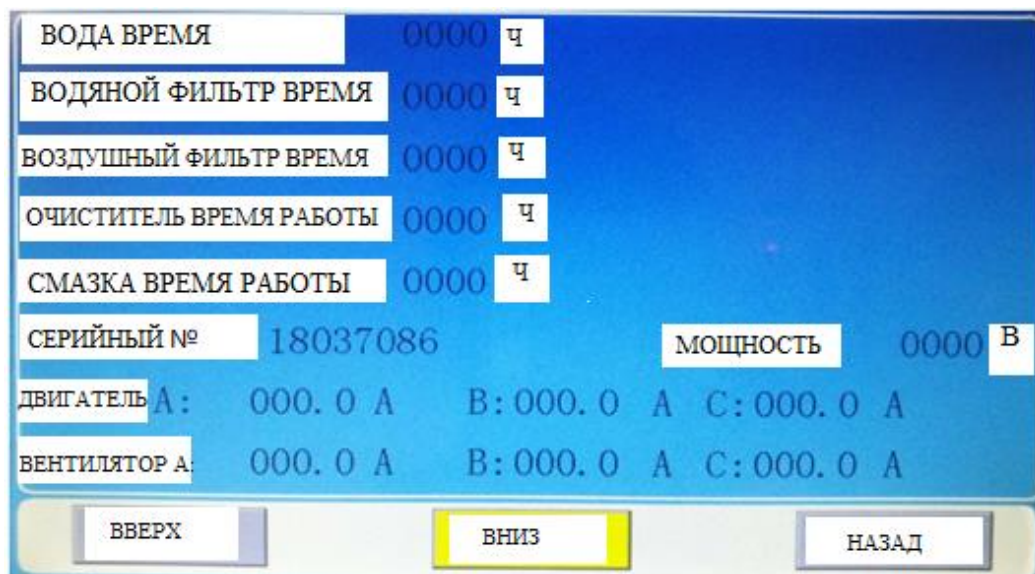 ВОДА ВРЕМЯ 0000 Ч
ВОДЯНОЙ ФИЛЬТР ВРЕМЯ 0000 Ч
ВОЗДУШНЫЙ ФИЛЬТР ВРЕМЯ 0000 Ч
ОЧИСТИТЕЛЬ ВРЕМЯ РАБОТЫ 0000 Ч
СМАЗКА ВРЕМЯ РАБОТЫ 0000 Ч
СЕРИЙНЫЙ № 18037086 МОЩНОСТЬ 0000 В
ДВИГАТЕЛЬ A: 000.0 A B:000.0 A C:000.0 A
ВЕНТИЛЯТОР А: 000.0 A B:000.0 A C:000.0 A
ВВЕРХ ВНИЗ НАЗАД